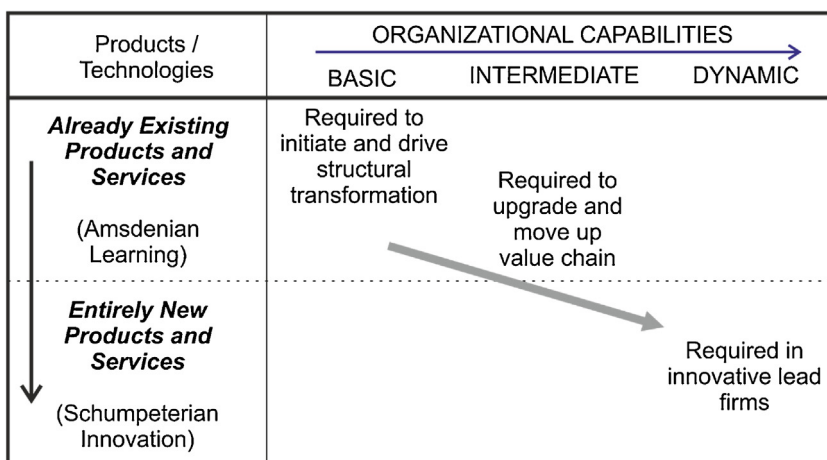 Products /
Technologies
ORGANIZATIONAL CAPABILITIES
BASIC INTERMEDIATE DYNAMIC
Already Existing
Products and
Services
(Amsdenian
Learning)
Required to
initiate and drive
structural
transformation
Required to
upgrade and
move up
value chain
Entirely New
Products and
Services
(Schumpeterian
Innovation)
Required in
innovative lead
firms